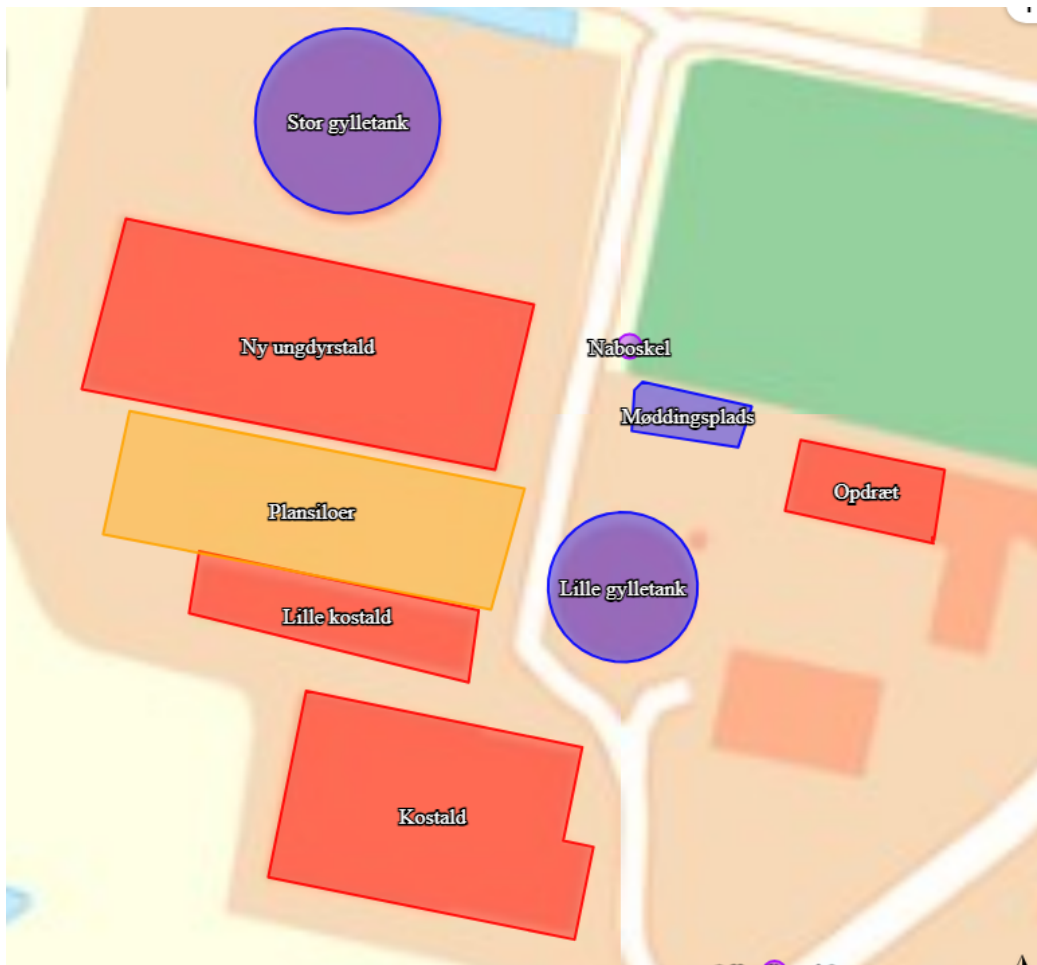 Stor gylletank
Ny ungdyrstald
Naboskel
Møddingsplads
Opdræt
Plansiloer
Lille gylletank
Lille kostald
Kostald